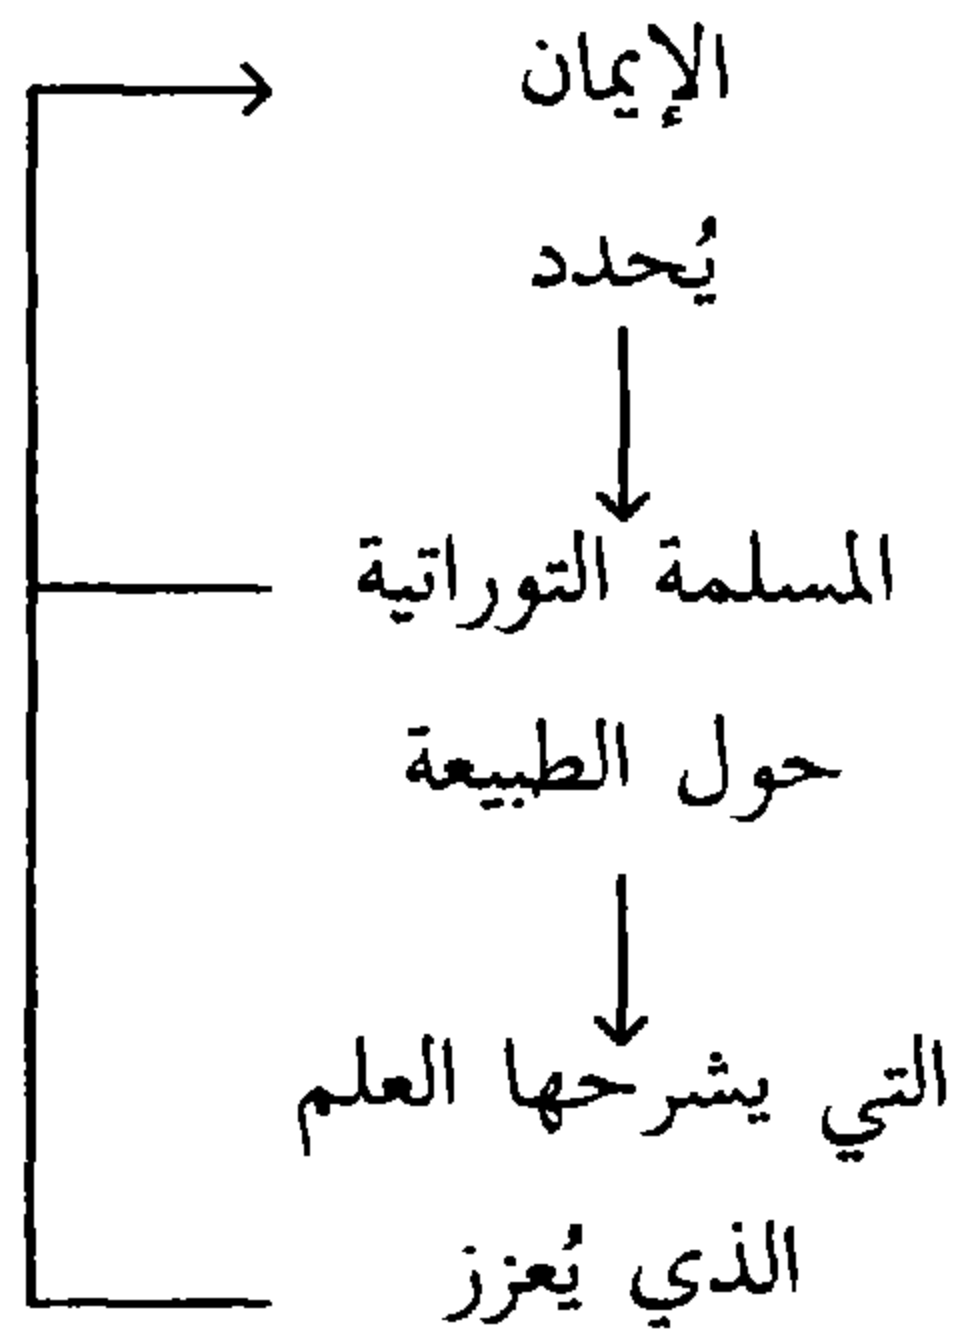 الإيمان
يُحدد
المسلمة التوراتية
حول الطبيعة
التي يشرحها العلم
الذي يُعزز